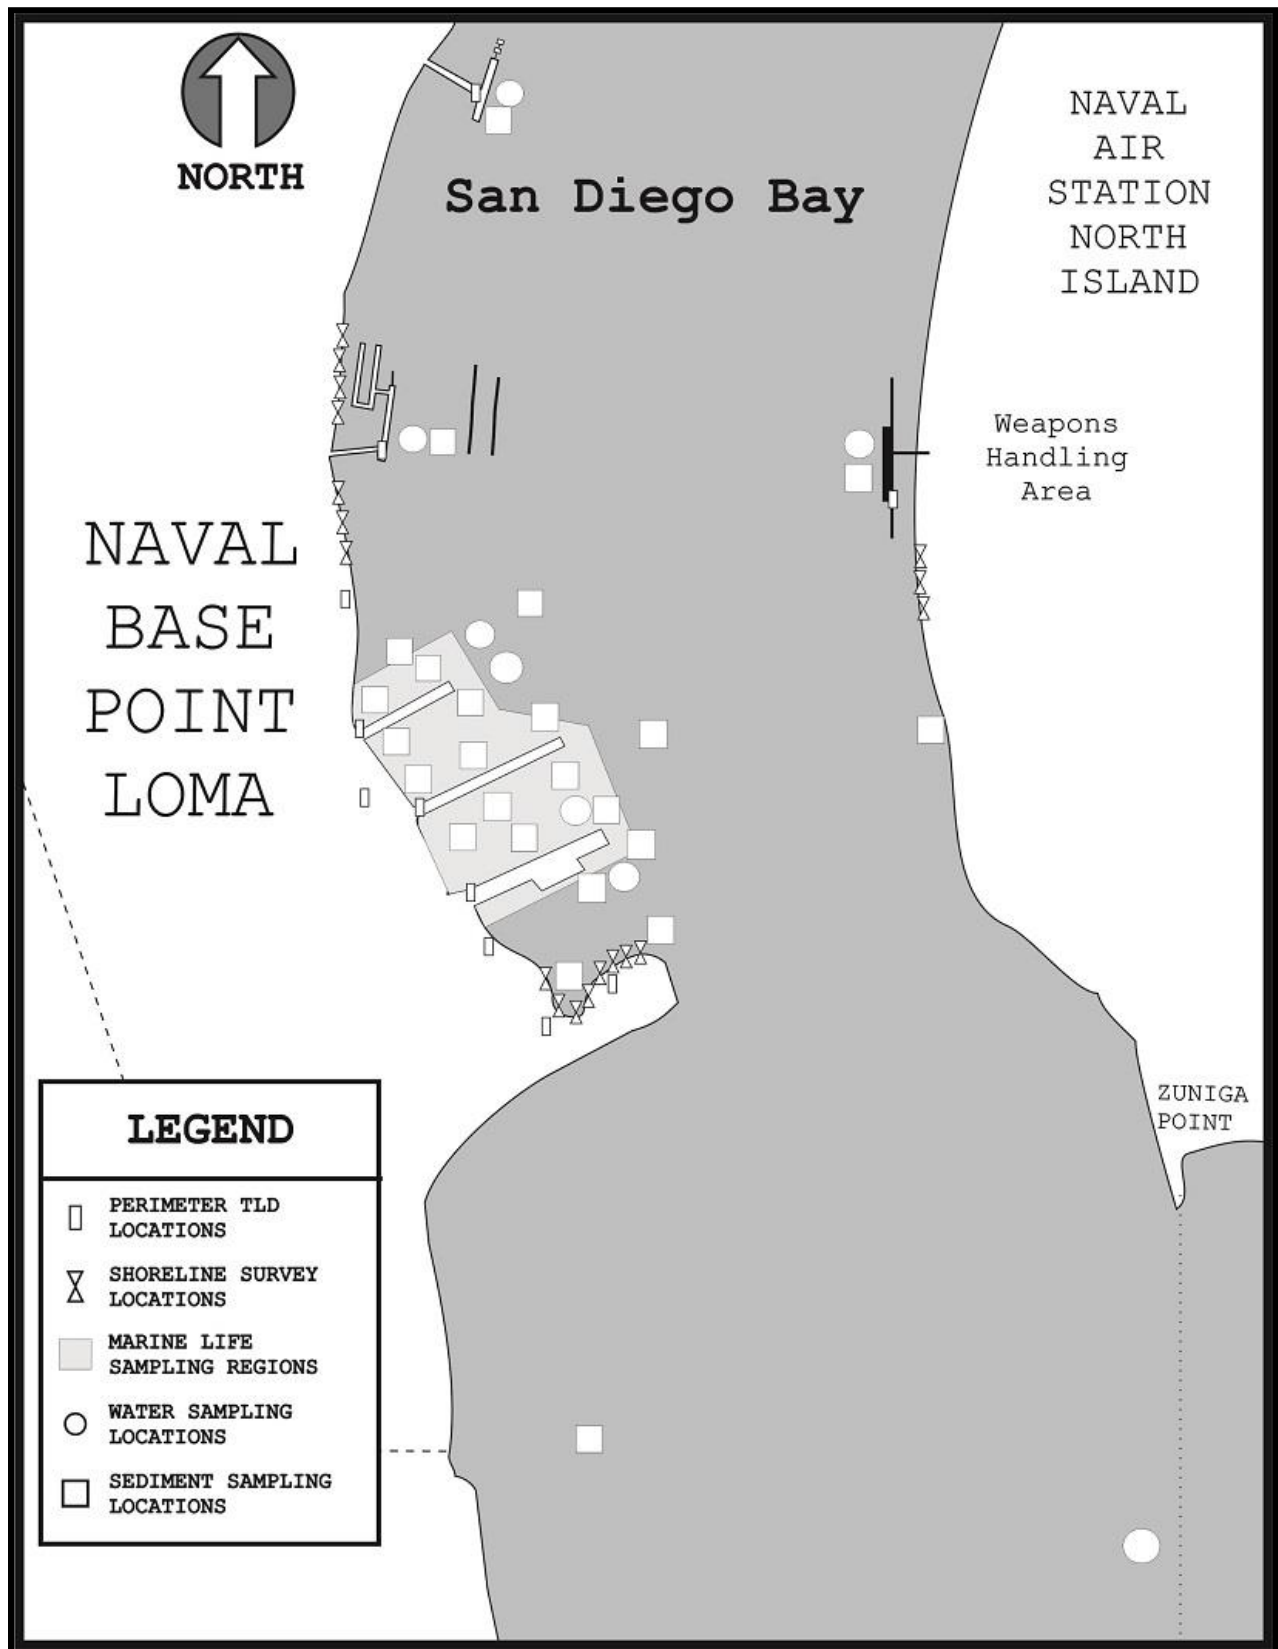 NORTH
San Diego Bay
NAVAL
AIR
STATION
NORTH
ISLAND
Weapons
Handling
Area
NAVAL
BASE
POINT
LOMA
ZUNIGA
POINT
LEGEND
PERIMETER TLD
LOCATIONS
SHORELINE SURVEY
LOCATIONS
MARINE LIFE
SAMPLING REGIONS
WATER SAMPLING
LOCATIONS
SEDIMENT SAMPLING
LOCATIONS